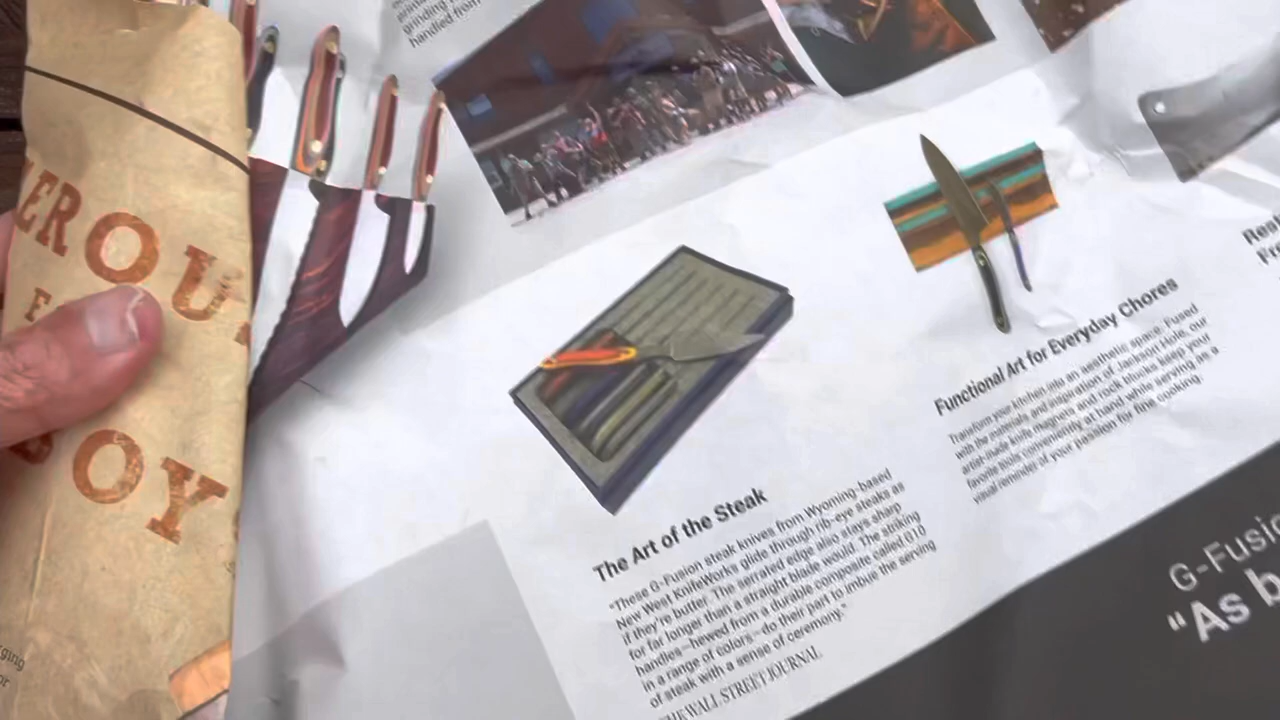 grinding
handled from
EROU
F
OY
The Art of the Steak
"These G-Fusion steak knives from Wyoming-based
New West KnifeWorks glide through rib-eye steaks as
if they're butter. The serrated edge also stays sharp
for far longer than a straight blade would. The striking
handles—hewed from a durable composite called G10
in a range of colors—do their part to imbue the serving
of steak with a sense of ceremony."
THE WALL STREET JOURNAL
Functional Art for Everyday Chores
Transform your kitchen into an aesthetic space. Fused
with the materials and inspiration of Jackson Hole, our
artist-made knife magnets and rock blocks keep your
favorite tools conveniently at hand while serving as a
visual reminder of your passion for fine cooking.
G-Fusio
"As b